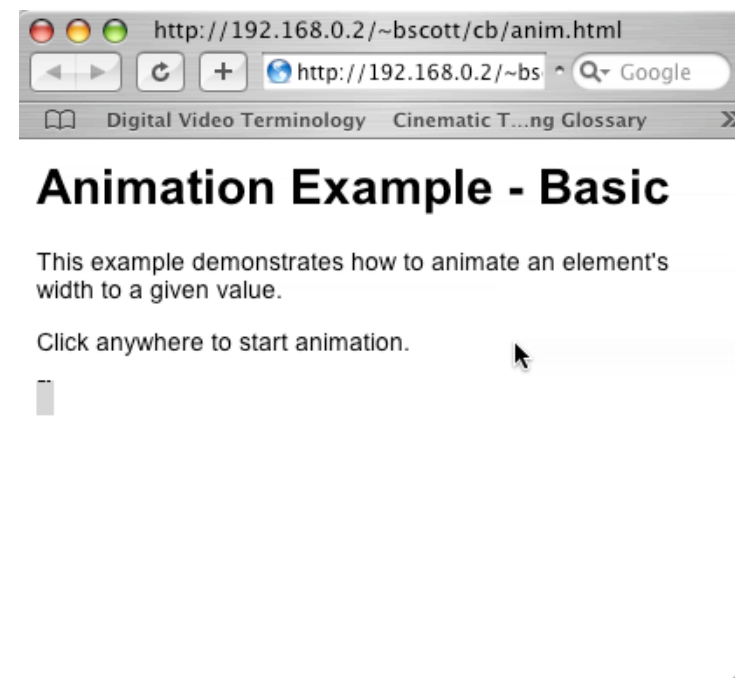 http://192.168.0.2/~bscott/cb/anim.html
http://192.168.0.2/~bs
Google
Digital Video Terminology Cinematic T...ng Glossary
Animation Example - Basic
This example demonstrates how to animate an element's
width to a given value.
Click anywhere to start animation.